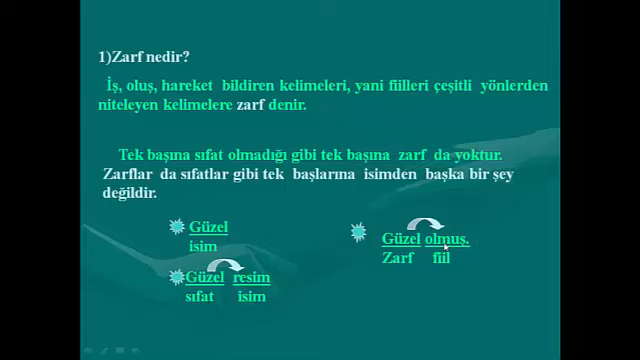 1)Zarf nedir?
İş, oluş, hareket bildiren kelimeleri, yani fiilleri çeşitli yönlerden
niteleyen kelimelere zarf denir.
Tek başına sıfat olmadığı gibi tek başına zarf da yoktur.
Zarflar da sıfatlar gibi tek başlarına isimden başka bir şey
değildir.
Güzel
isim
Güzel resim
sıfat isim
Güzel olmuş.
Zarf fiil